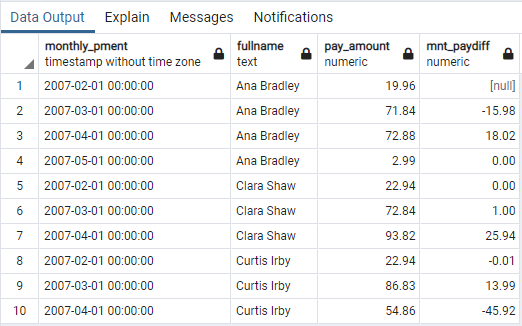 Data Output Explain Messages Notifications
monthly_pment fullname pay_amount mnt_paydiff
timestamp without time zone text numeric numeric
1 2007-02-01 00:00:00 Ana Bradley 19.96 [null]
2 2007-03-01 00:00:00 Ana Bradley 71.84 -15.98
3 2007-04-01 00:00:00 Ana Bradley 72.88 18.02
4 2007-05-01 00:00:00 Ana Bradley 2.99 0.00
5 2007-02-01 00:00:00 Clara Shaw 22.94 0.00
6 2007-03-01 00:00:00 Clara Shaw 72.84 1.00
7 2007-04-01 00:00:00 Clara Shaw 93.82 25.94
8 2007-02-01 00:00:00 Curtis Irby 22.94 -0.01
9 2007-03-01 00:00:00 Curtis Irby 86.83 13.99
10 2007-04-01 00:00:00 Curtis Irby 54.86 -45.92